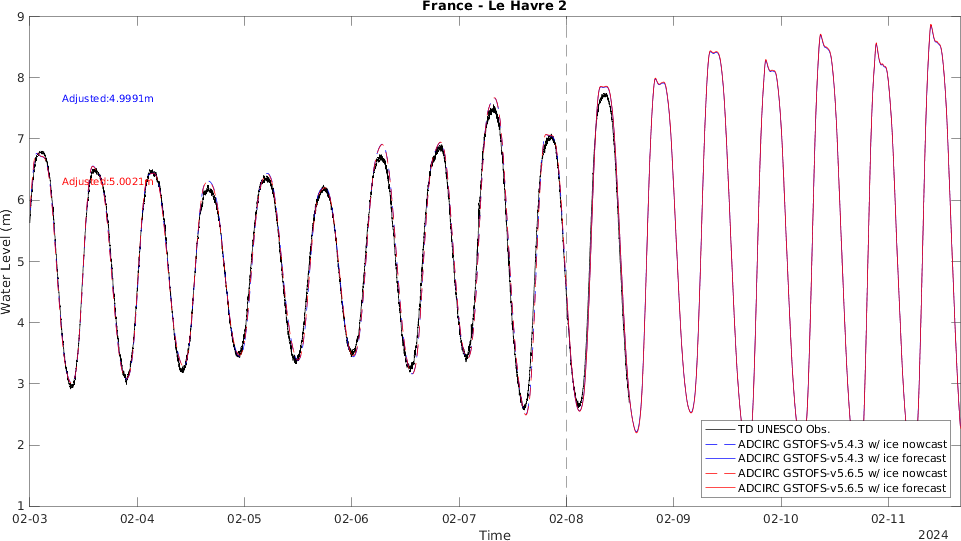 France - Le Havre 2
9
8
7
6
5
4
3
2
1
Water Level (m)
Adjusted:4.9991m
Adjusted:5.0021m
TD UNESCO Obs.
ADCIRC GSTOFS-v5.4.3 w/ ice nowcast
ADCIRC GSTOFS-v5.4.3 w/ ice forecast
ADCIRC GSTOFS-v5.6.5 w/ ice nowcast
ADCIRC GSTOFS-v5.6.5 w/ ice forecast
02-03 02-04 02-05 02-06 02-07 02-08 02-09 02-10 02-11
Time
2024